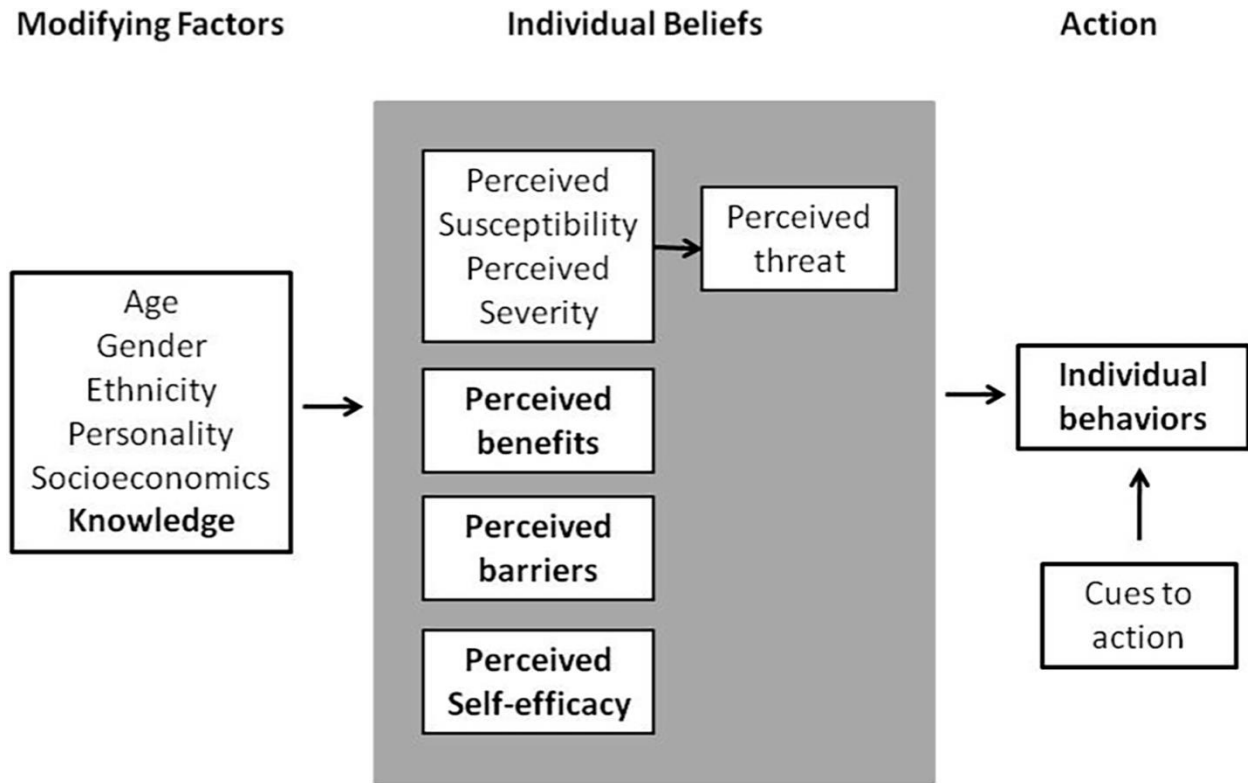 Modifying Factors
Individual Beliefs
Action
Age
Gender
Ethnicity
Personality
Socioeconomics
Knowledge
Perceived
Susceptibility
Perceived
Severity
Perceived
threat
Perceived
benefits
Perceived
barriers
Perceived
Self-efficacy
Individual
behaviors
Cues to
action